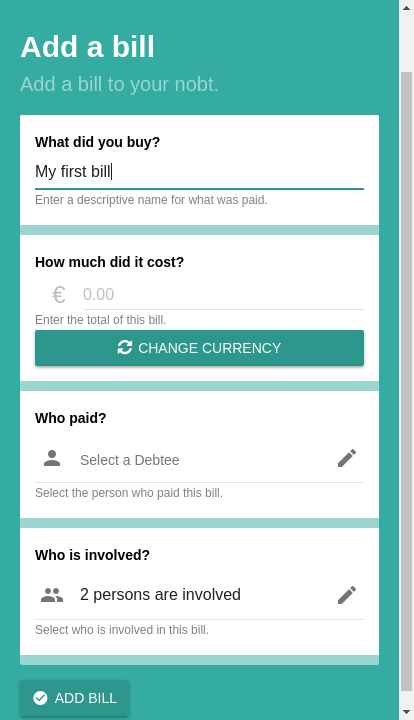 Add a bill
Add a bill to your nobt.
What did you buy?
My first bill
Enter a descriptive name for what was paid.
How much did it cost?
€ 0.00
Enter the total of this bill.
CHANGE CURRENCY
Who paid?
Select a Debtee
Select the person who paid this bill.
Who is involved?
2 persons are involved
Select who is involved in this bill.
ADD BILL